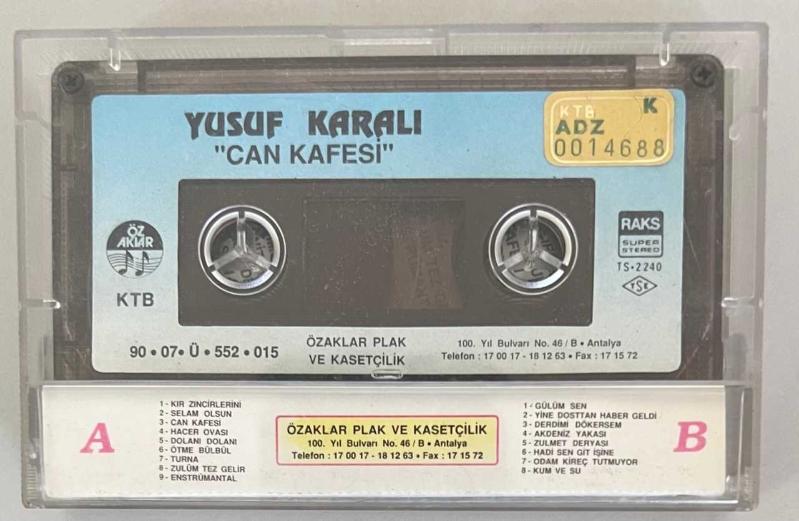 YUSUF KARALI
"CAN KAFESİ"
KTB K
ADZ
0014688
ÖZ
AKLAR
KTB
RAKS
SUPER
STEREO
TS•2240
TSK
90•07•Ü•552•015
ÖZAKLAR PLAK
VE KASETÇİLİK
100. Yıl Bulvarı No. 46/B • Antalya
Telefon: 17 00 17 - 18 12 63 • Fax: 17 15 72
A
1- KIR ZİNCİRLERİNİ
2- SELAM OLSUN
3- CAN KAFESİ
4- HACER OVASI
5- DOLANI DOLANI
6- ÖTME BÜLBÜL
7- TURNA
8- ZULÜM TEZ GELİR
9- ENSTRÜMANTAL
ÖZAKLAR PLAK VE KASETÇİLİK
100. Yıl Bulvarı No. 46/B • Antalya
Telefon: 17 00 17 - 18 12 63 • Fax: 17 15 72
1- GÜLÜM SEN
2- YİNE DOSTTAN HABER GELDİ
3- DERDİMİ DÖKERSEM
4- AKDENİZ YAKASI
5- ZULMET DERYASI
6- HADİ SEN GİT İŞİNE
7- ODAM KİREÇ TUTMUYOR
8- KUM VE SU
B